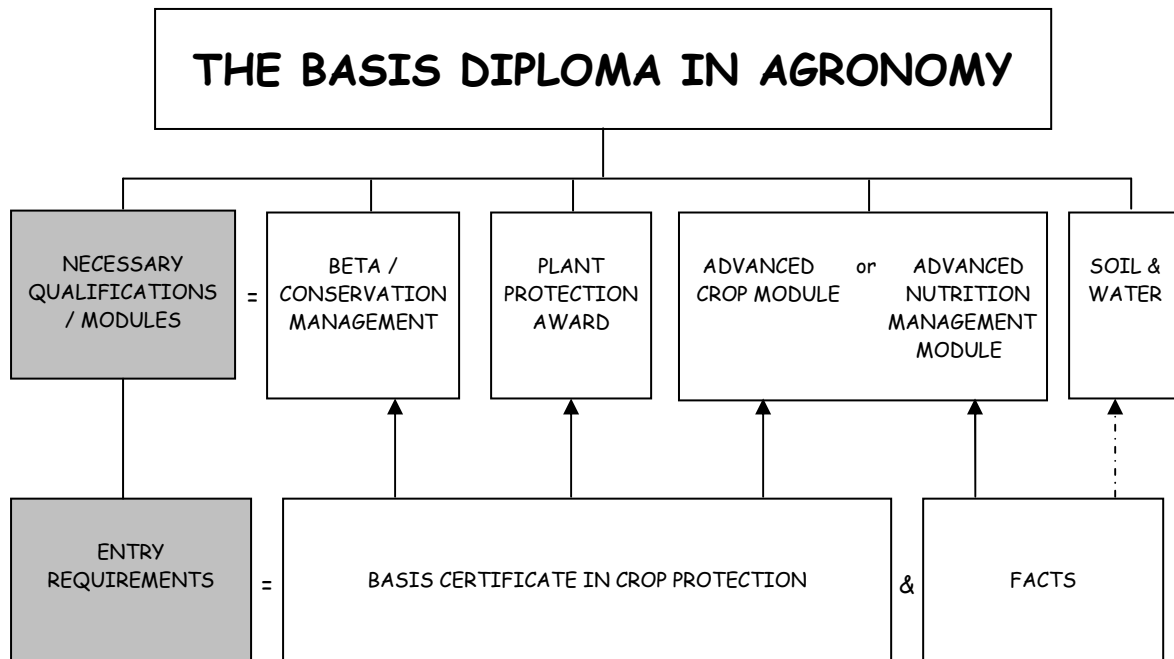 THE BASIS DIPLOMA IN AGRONOMY
NECESSARY
QUALIFICATIONS
/ MODULES
=
BETA /
CONSERVATION
MANAGEMENT
PLANT
PROTECTION
AWARD
ADVANCED
CROP MODULE
or
ADVANCED
NUTRITION
MANAGEMENT
MODULE
SOIL &
WATER
ENTRY
REQUIREMENTS
=
BASIS CERTIFICATE IN CROP PROTECTION
&
FACTS